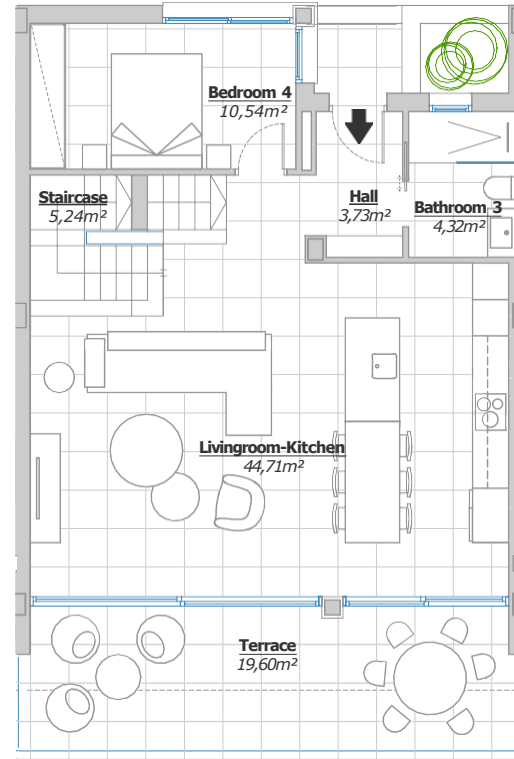 Bedroom 4
10,54m²
Staircase
5,24m²
Hall
3,73m²
Bathroom 3
4,32m²
Livingroom-Kitchen
44,71m²
Terrace
19,60m²